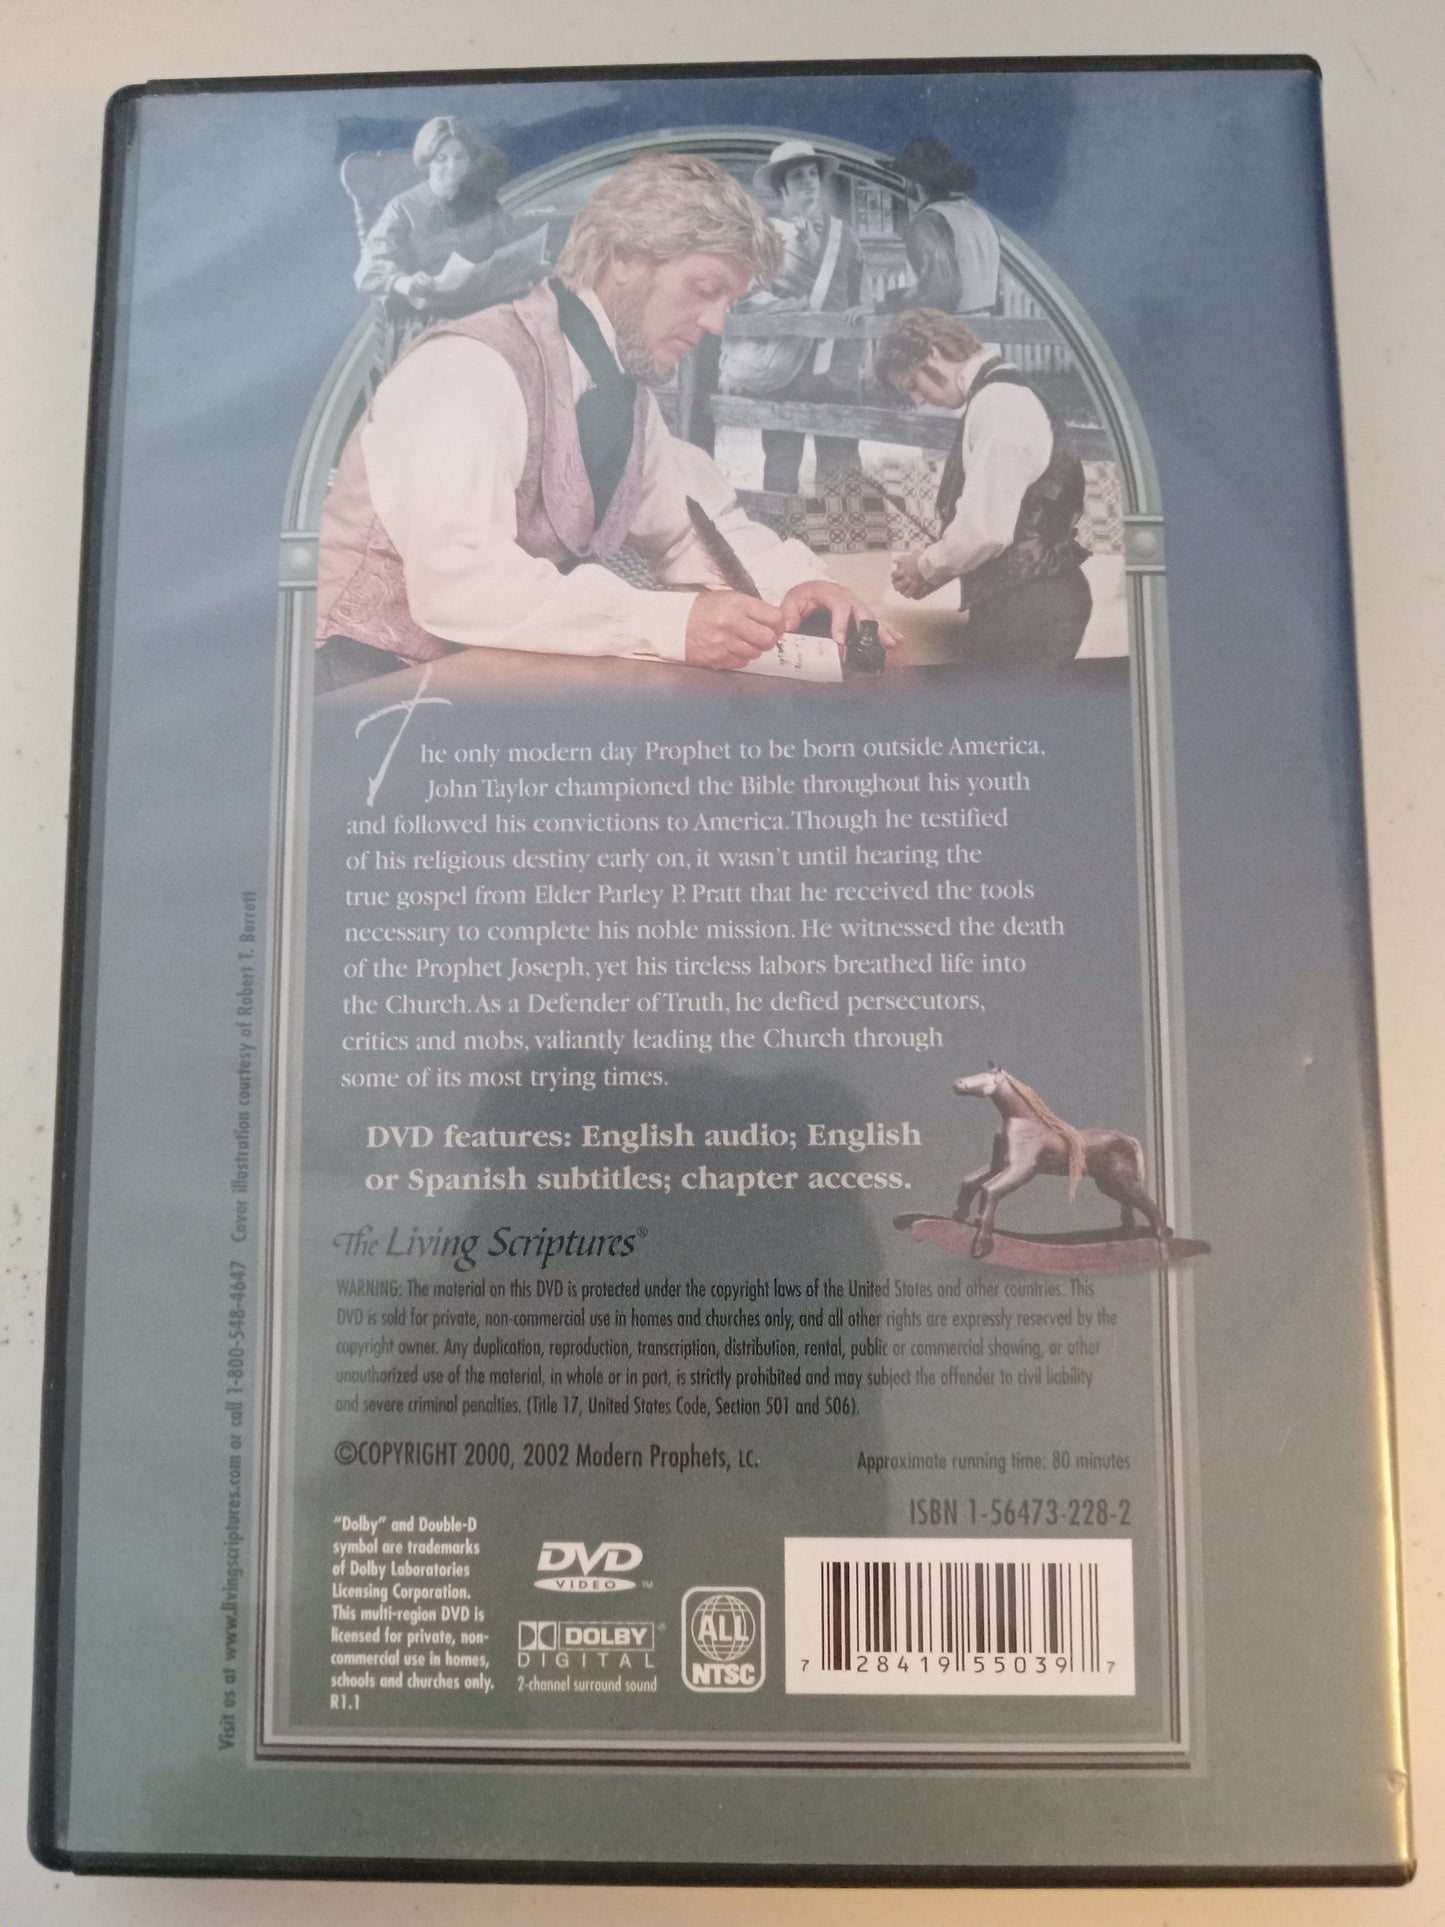 The only modern day Prophet to be born outside America,
John Taylor championed the Bible throughout his youth
and followed his convictions to America. Though he testified
of his religious destiny early on, it wasn't until hearing the
true gospel from Elder Parley P. Pratt that he received the tools
necessary to complete his noble mission. He witnessed the death
of the Prophet Joseph, yet his tireless labors breathed life into
the Church. As a Defender of Truth, he defied persecutors,
critics and mobs, valiantly leading the Church through
some of its most trying times.
DVD features: English audio; English
or Spanish subtitles; chapter access.
The Living Scriptures®
WARNING: The material on this DVD is protected under the copyright laws of the United States and other countries. This
DVD is sold for private, non-commercial use in homes and churches only, and all other rights are expressly reserved by the
copyright owner. Any duplication, reproduction, transcription, distribution, rental, public or commercial showing, or other
unauthorized use of the material, in whole or in part, is strictly prohibited and may subject the offender to civil liability
and severe criminal penalties. (Title 17, United States Code, Section 501 and 506).
©COPYRIGHT 2000, 2002 Modern Prophets, LC.
Approximate running time: 80 minutes
ISBN 1-56473-228-2
"Dolby" and Double-D
symbol are trademarks
of Dolby Laboratories
Licensing Corporation.
This multi-region DVD is
licensed for private, non-
commercial use in homes,
schools and churches only.
R1.1
DVD
VIDEO ™
DOLBY
DIGITAL
2-channel surround sound
ALL
NTSC
7 28419 55039 7
Visit us at www.livingscriptures.com or call 1-800-548-4647 Cover illustration courtesy of Robert T. Barrett